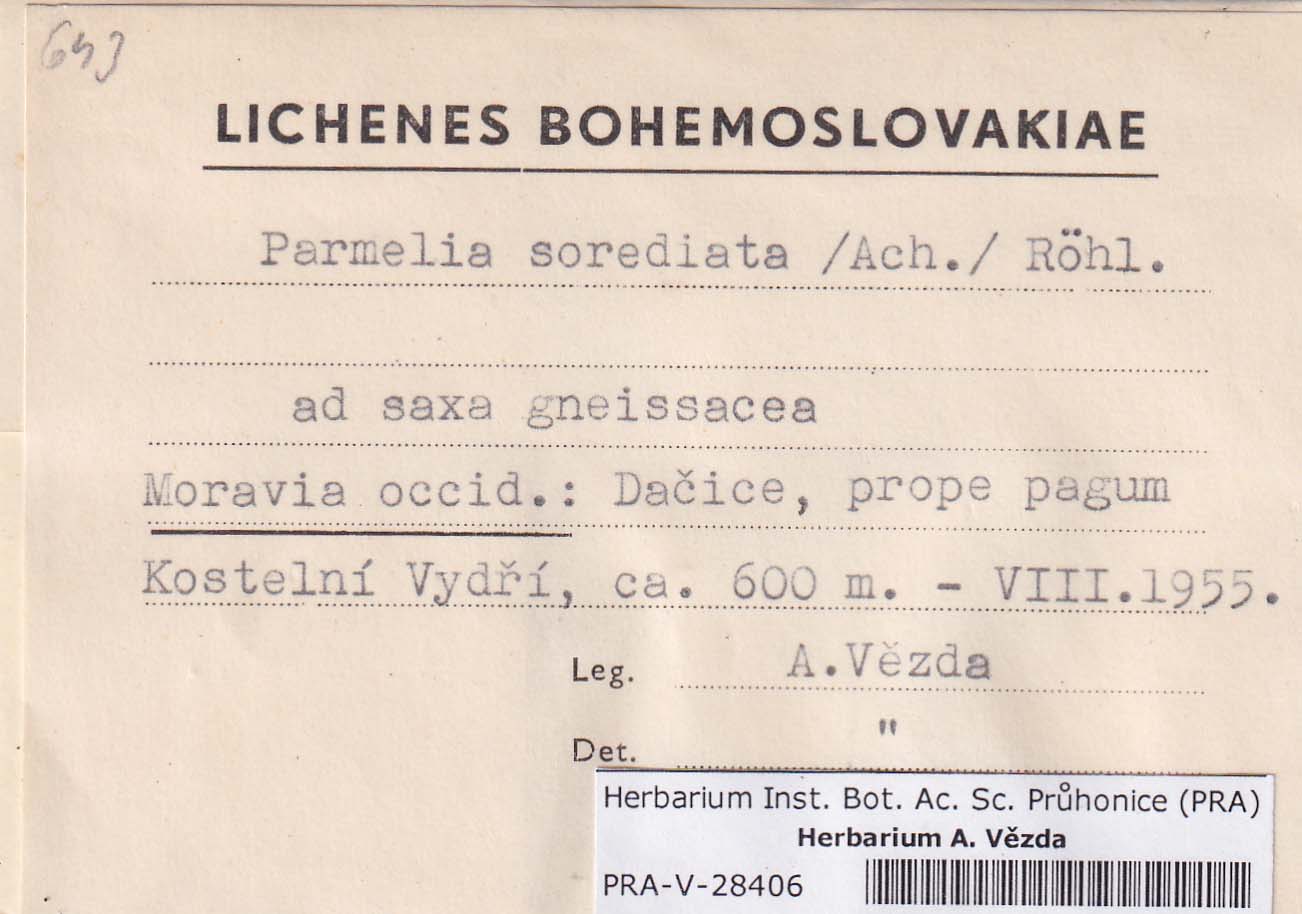 643
LICHENES BOHEMOSLOVAKIAE
Parmelia sorediata /Ach./ Röhl.
ad saxa gneissacea
Moravia occid.: Dačice, prope pagum
Kostelní Vydří, ca. 600 m. - VIII.1955.
Leg. A.Vězda
Det. "
Herbarium Inst. Bot. Ac. Sc. Průhonice (PRA)
Herbarium A. Vězda
PRA-V-28406